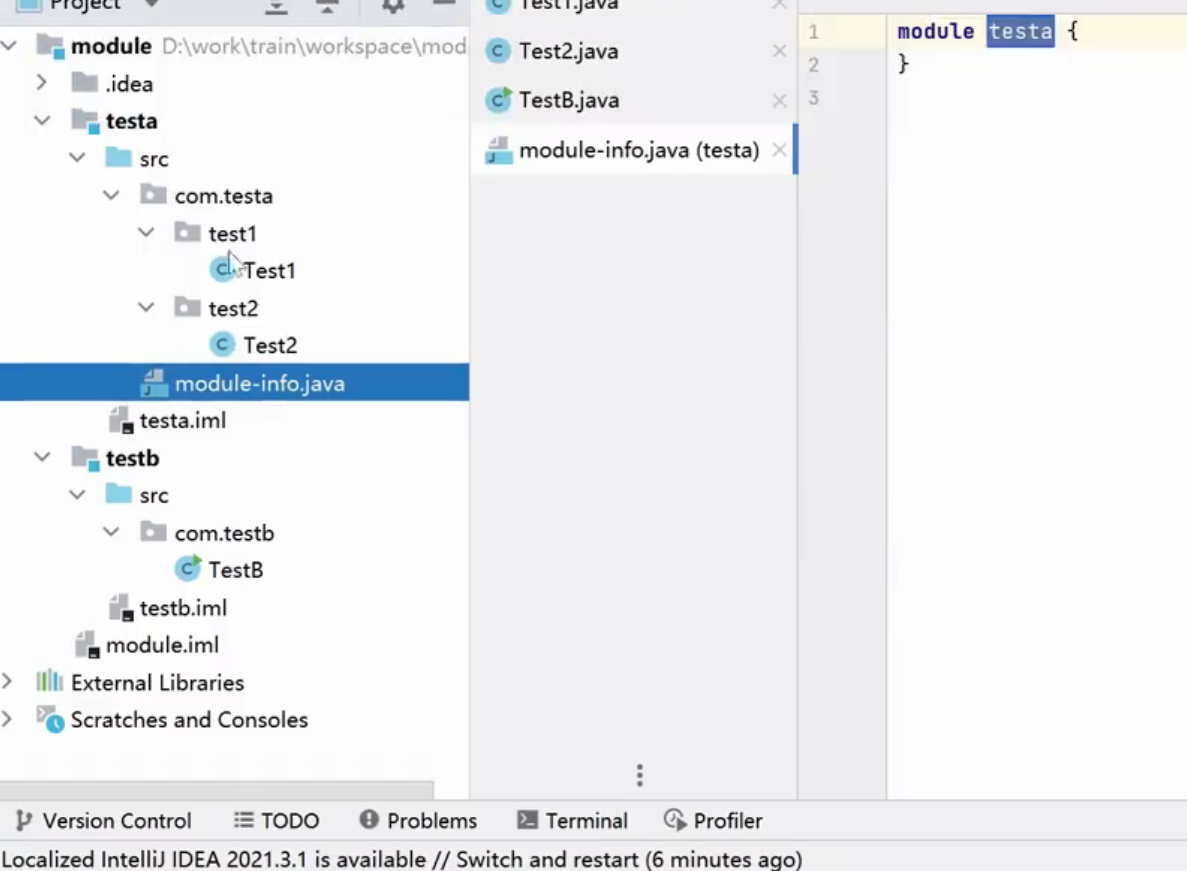 Project
module D:\work\train\workspace\mod
.idea
testa
src
com.testa
test1
Test1
test2
Test2
module-info.java
testa.iml
testb
src
com.testb
TestB
testb.iml
module.iml
External Libraries
Scratches and Consoles
Test1.java
Test2.java
TestB.java
module-info.java (testa)
1 module testa {
2 }
3
Version Control TODO Problems Terminal Profiler
Localized IntelliJ IDEA 2021.3.1 is available // Switch and restart (6 minutes ago)